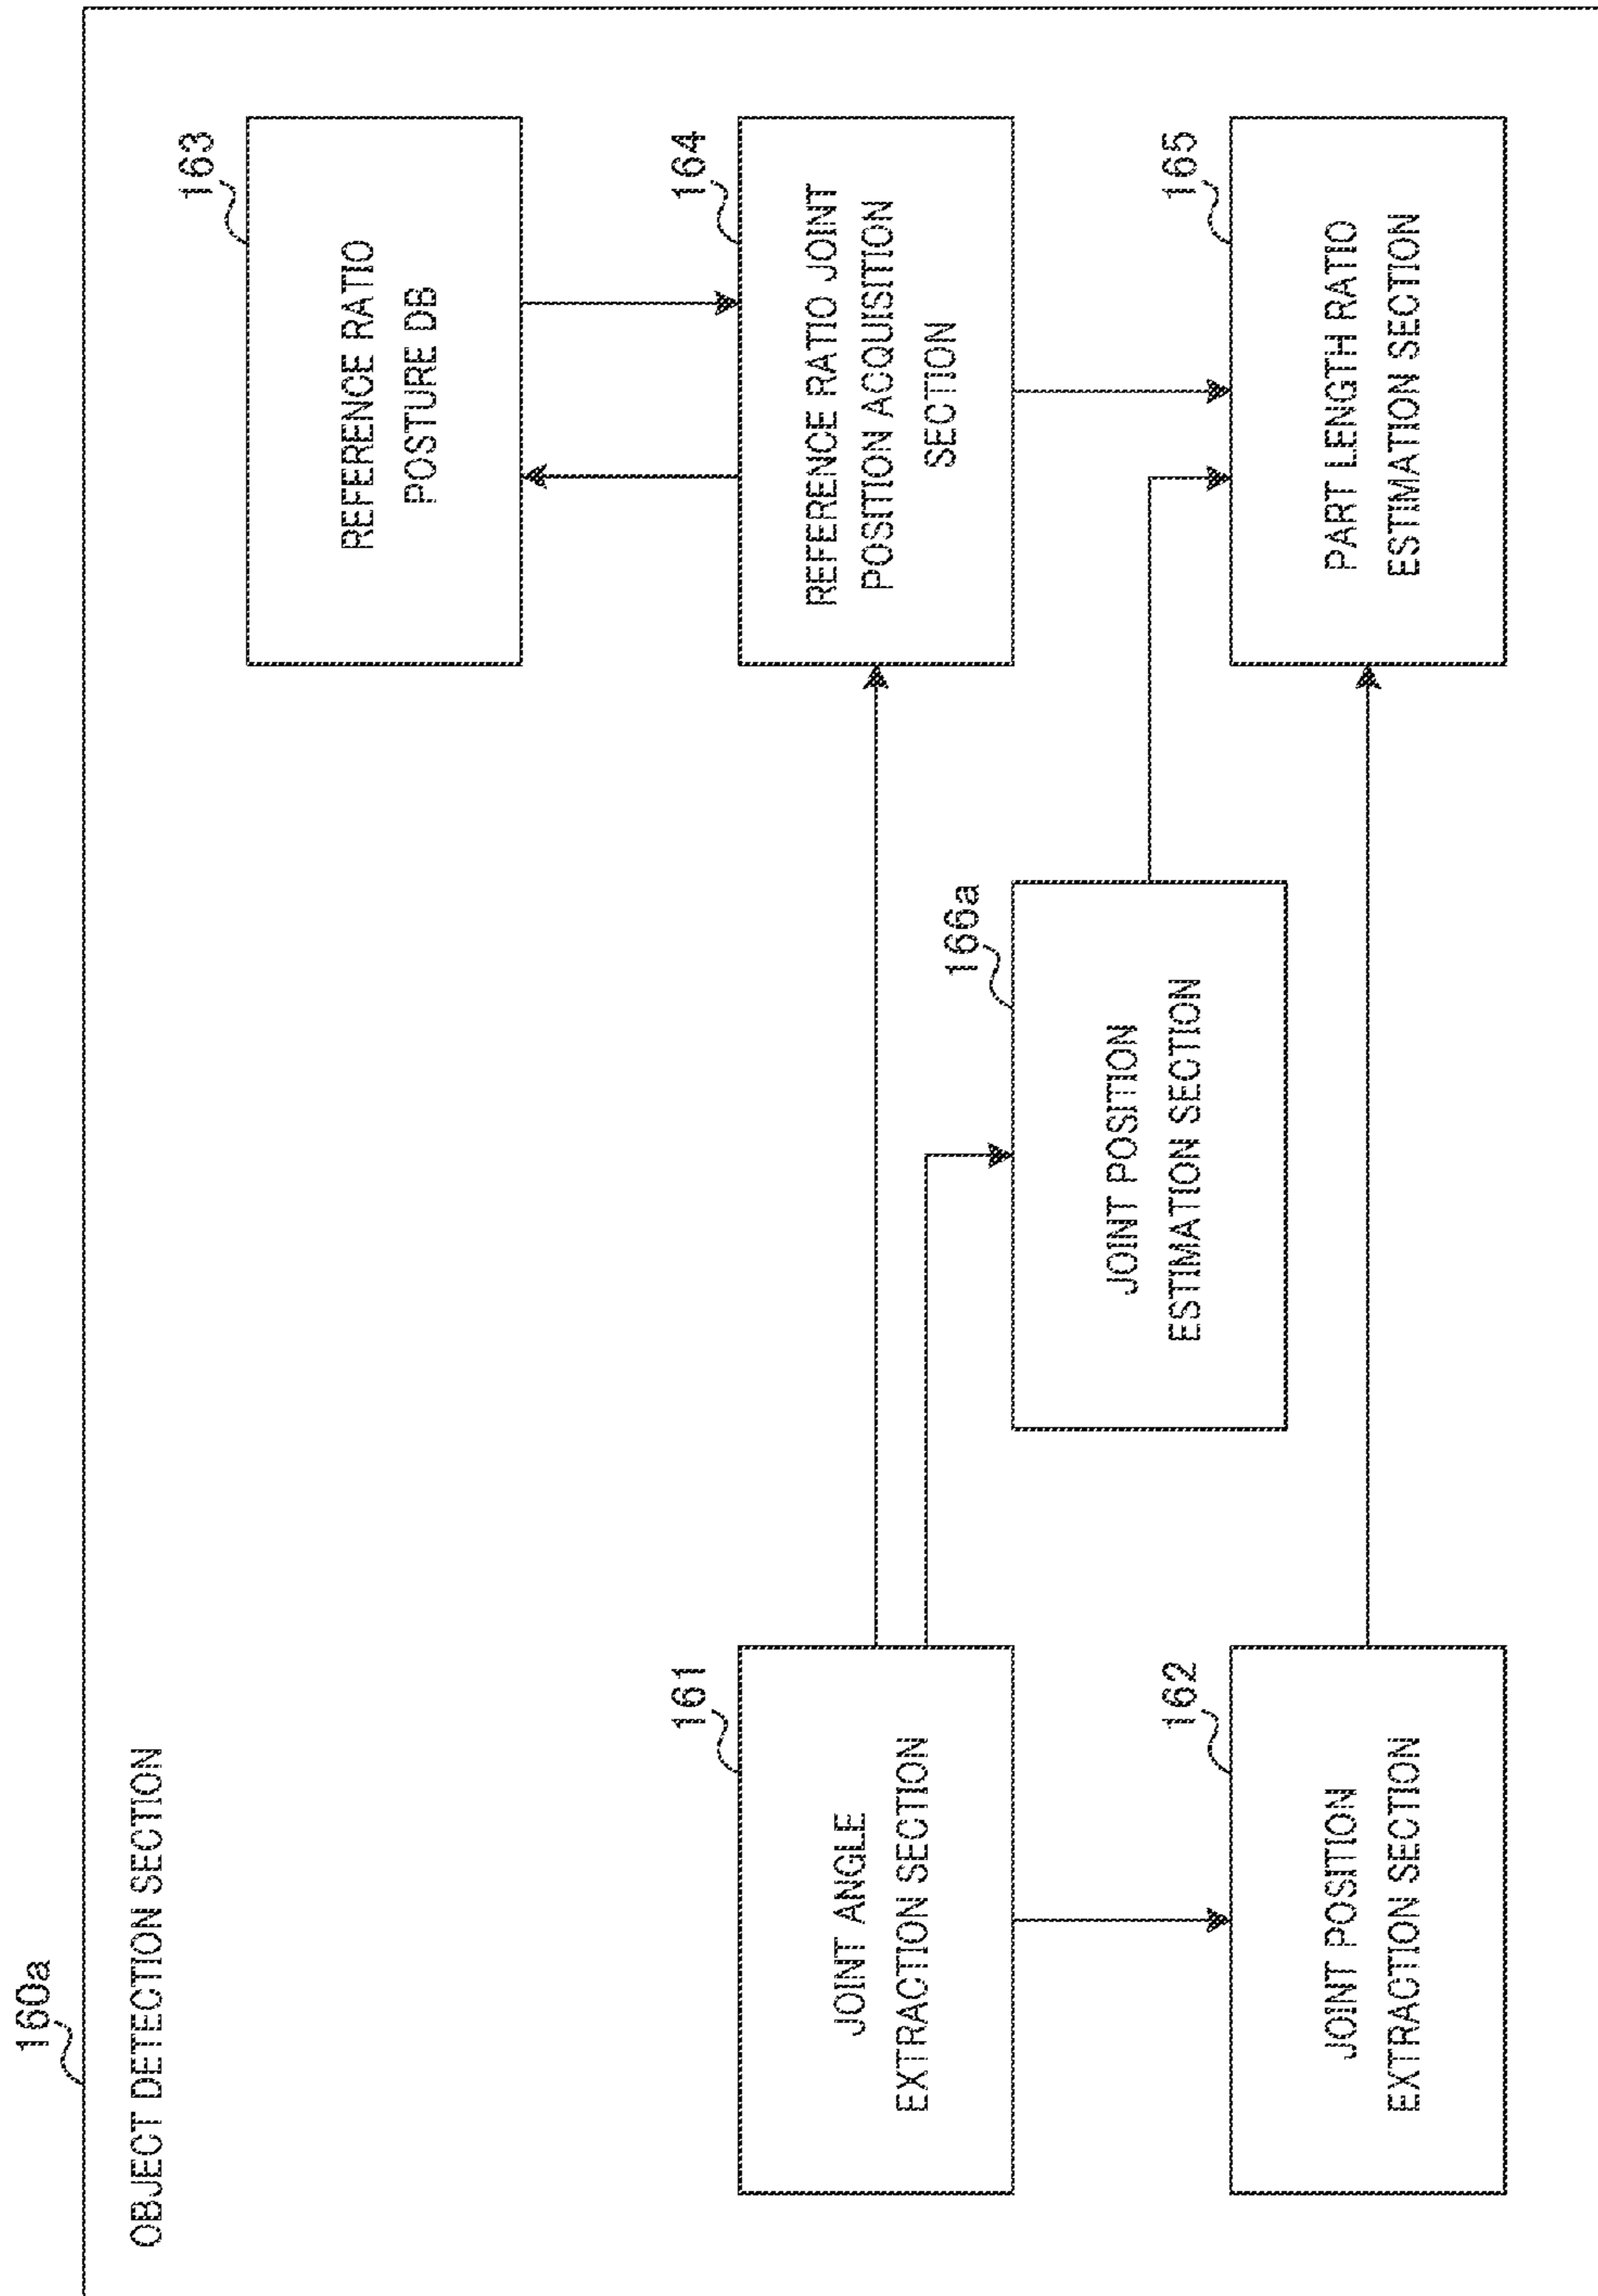 160a
OBJECT DETECTION SECTION
163
REFERENCE RATIO
POSTURE DB
161
JOINT ANGLE
EXTRACTION SECTION
164
REFERENCE RATIO JOINT
POSITION ACQUISITION
SECTION
166a
JOINT POSITION
ESTIMATION SECTION
162
JOINT POSITION
EXTRACTION SECTION
165
PART LENGTH RATIO
ESTIMATION SECTION